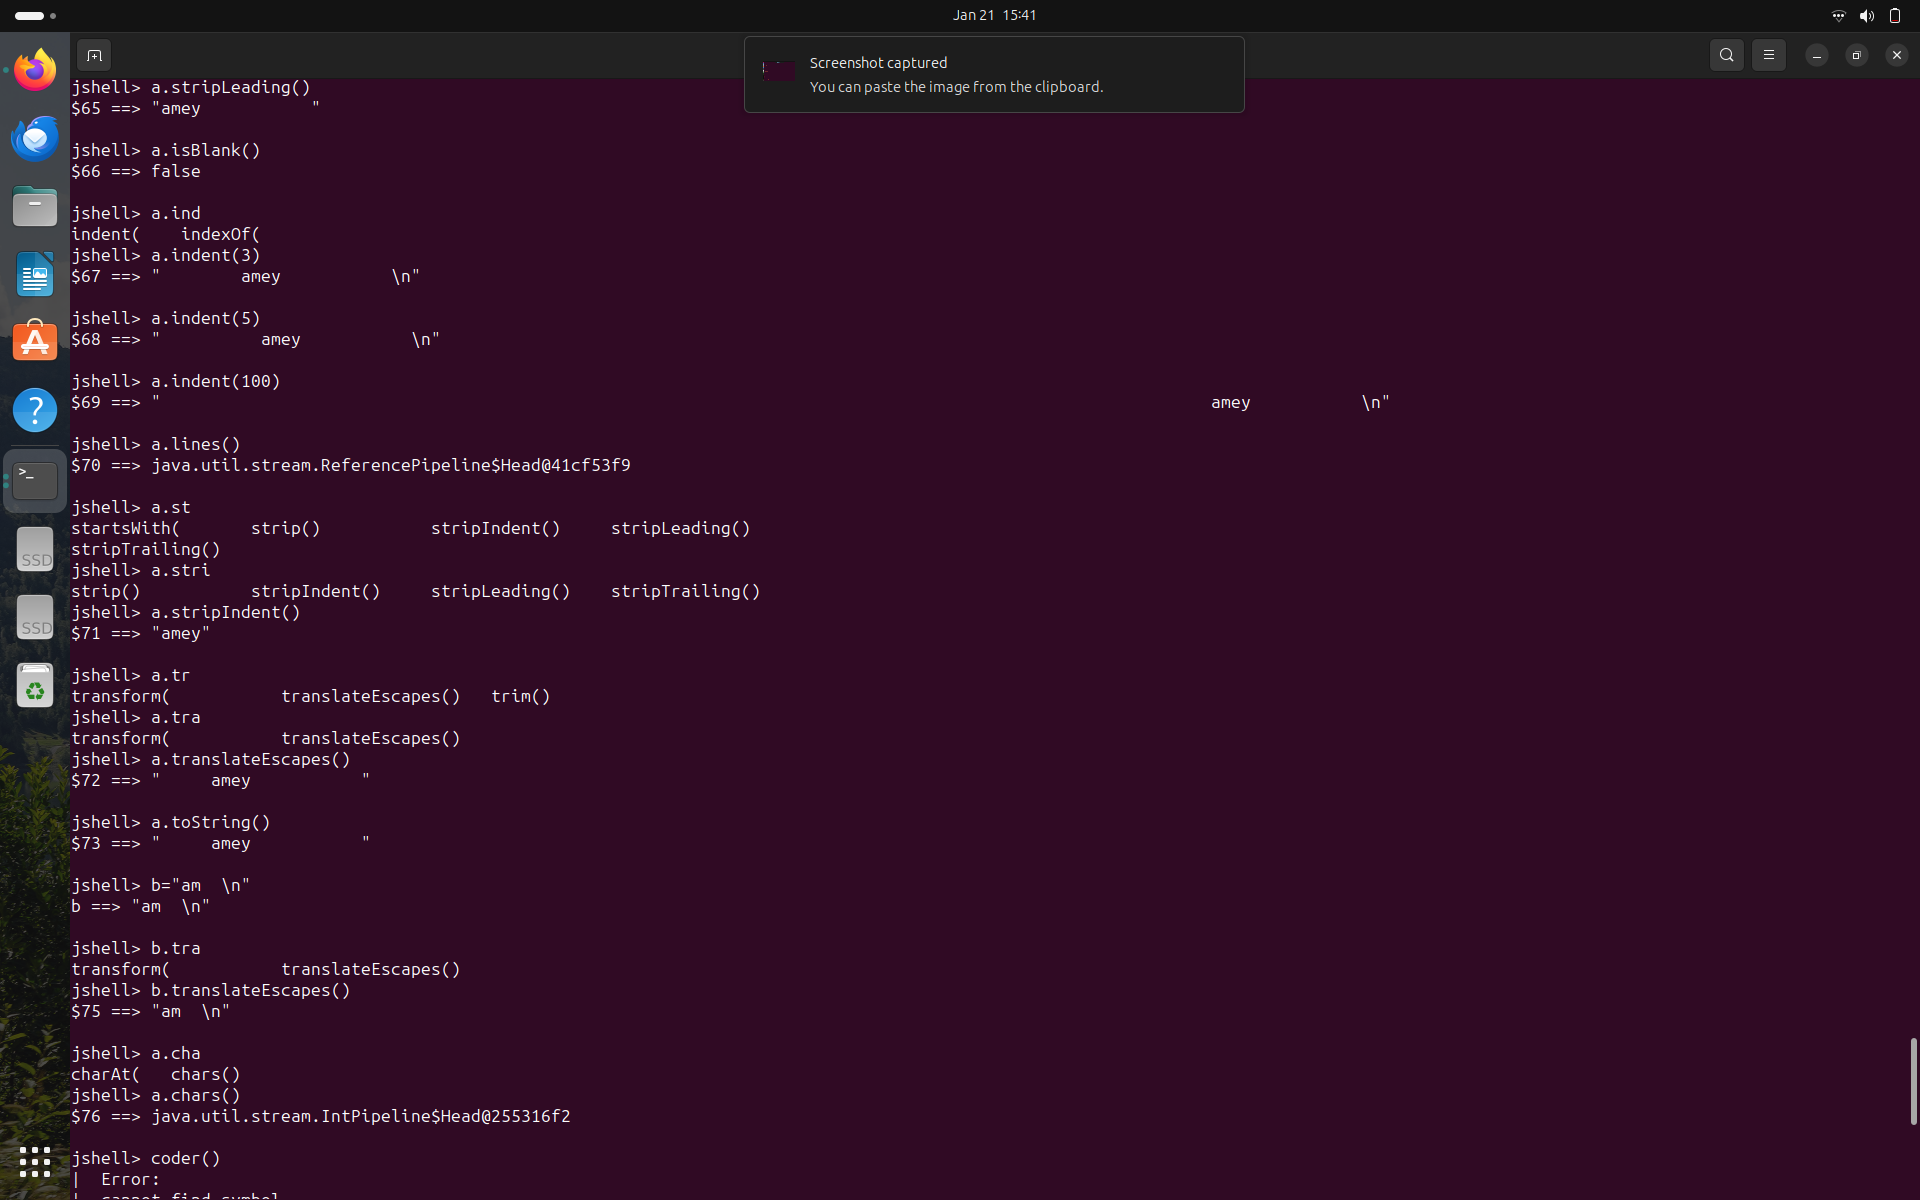 Jan 21 15:41
Screenshot captured
You can paste the image from the clipboard.
jshell> a.stripLeading()
$65 ==> "amey           "
jshell> a.isBlank()
$66 ==> false
jshell> a.ind
indent(    indexOf(
jshell> a.indent(3)
$67 ==> "        amey           \n"
jshell> a.indent(5)
$68 ==> "          amey           \n"
jshell> a.indent(100)
$69 ==> "                                                                                                         amey           \n"
jshell> a.lines()
$70 ==> java.util.stream.ReferencePipeline$Head@41cf53f9
jshell> a.st
startsWith(       strip()           stripIndent()     stripLeading()
stripTrailing()
jshell> a.stri
strip()           stripIndent()     stripLeading()    stripTrailing()
jshell> a.stripIndent()
$71 ==> "amey"
jshell> a.tr
transform(           translateEscapes()   trim()
jshell> a.tra
transform(           translateEscapes()
jshell> a.translateEscapes()
$72 ==> "     amey           "
jshell> a.toString()
$73 ==> "     amey           "
jshell> b="am  \n"
b ==> "am  \n"
jshell> b.tra
transform(           translateEscapes()
jshell> b.translateEscapes()
$75 ==> "am  \n"
jshell> a.cha
charAt(   chars()
jshell> a.chars()
$76 ==> java.util.stream.IntPipeline$Head@255316f2
jshell> coder()
|  Error:
|  cannot find symbol
SSD
SSD